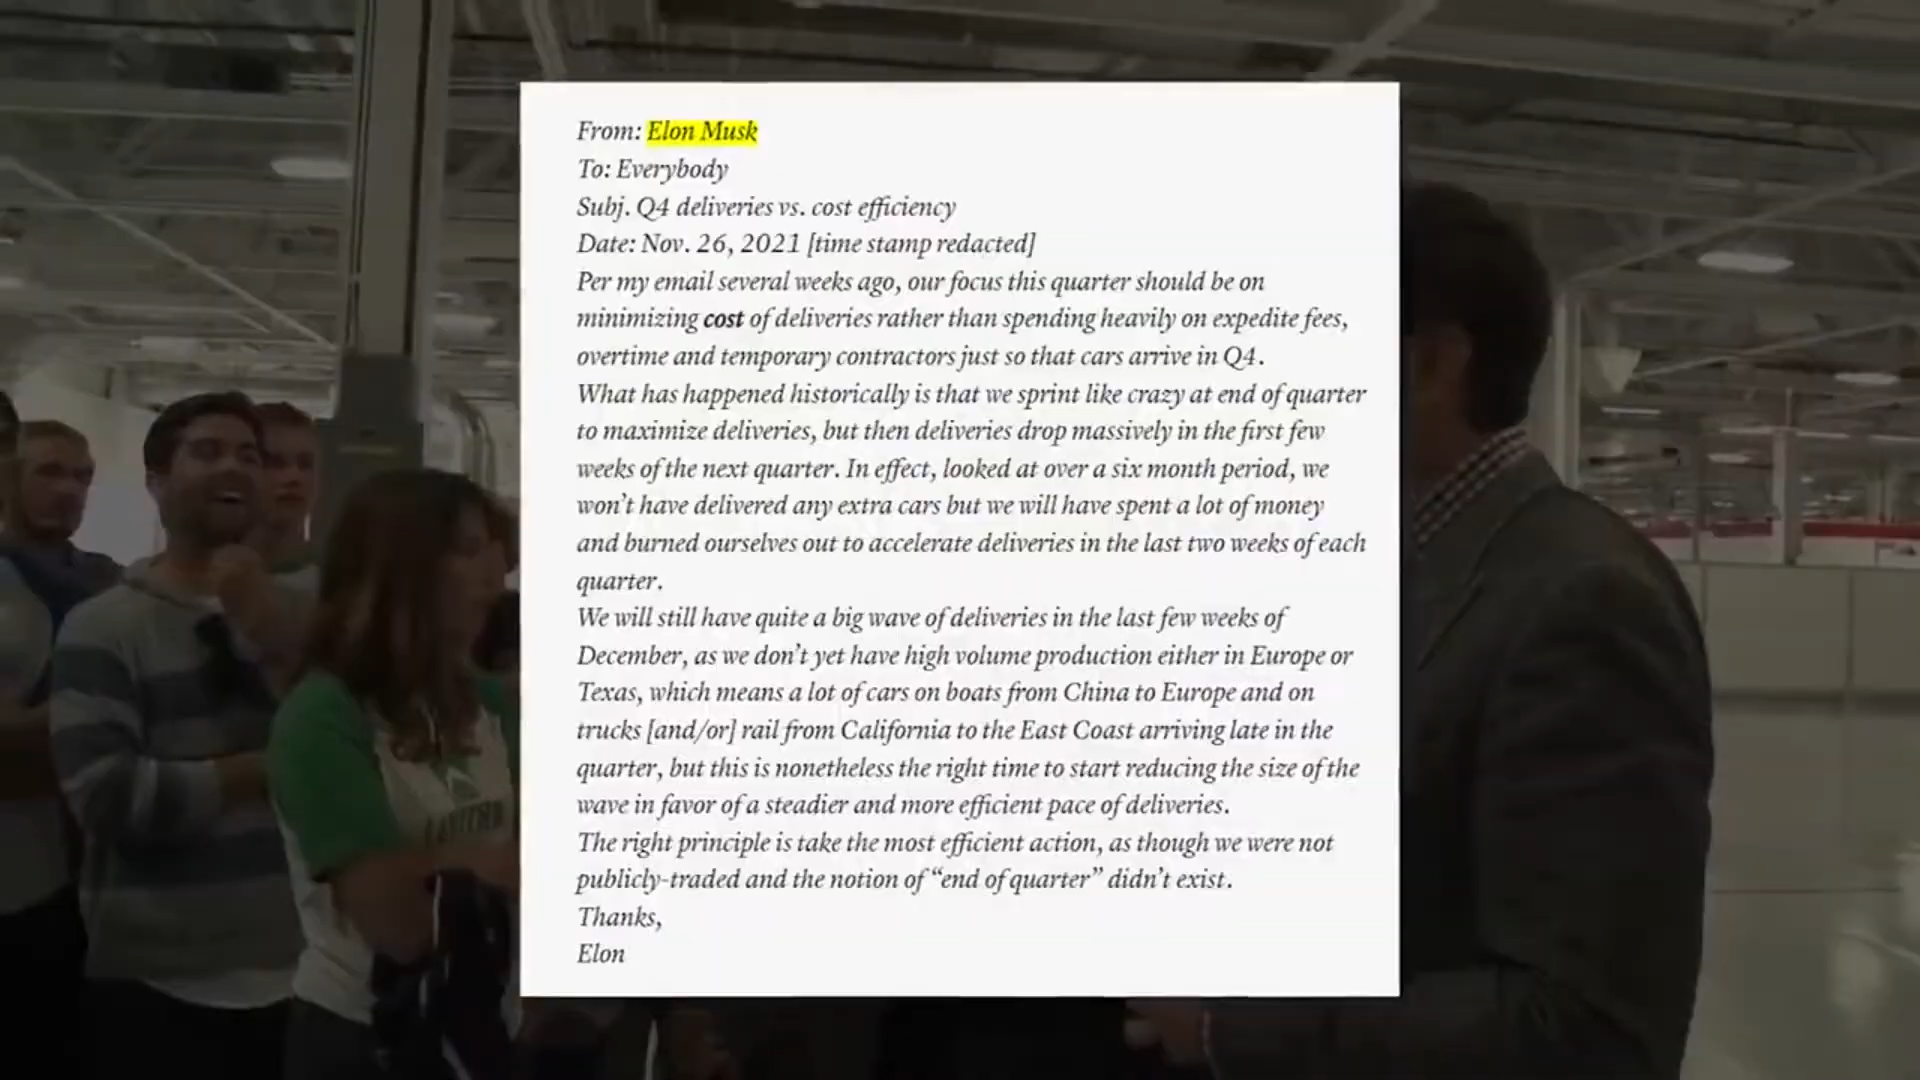 From: Elon Musk
To: Everybody
Subj. Q4 deliveries vs. cost efficiency
Date: Nov. 26, 2021 [time stamp redacted]
Per my email several weeks ago, our focus this quarter should be on
minimizing cost of deliveries rather than spending heavily on expedite fees,
overtime and temporary contractors just so that cars arrive in Q4.
What has happened historically is that we sprint like crazy at end of quarter
to maximize deliveries, but then deliveries drop massively in the first few
weeks of the next quarter. In effect, looked at over a six month period, we
won’t have delivered any extra cars but we will have spent a lot of money
and burned ourselves out to accelerate deliveries in the last two weeks of each
quarter.
We will still have quite a big wave of deliveries in the last few weeks of
December, as we don’t yet have high volume production either in Europe or
Texas, which means a lot of cars on boats from China to Europe and on
trucks [and/or] rail from California to the East Coast arriving late in the
quarter, but this is nonetheless the right time to start reducing the size of the
wave in favor of a steadier and more efficient pace of deliveries.
The right principle is take the most efficient action, as though we were not
publicly-traded and the notion of “end of quarter” didn’t exist.
Thanks,
Elon